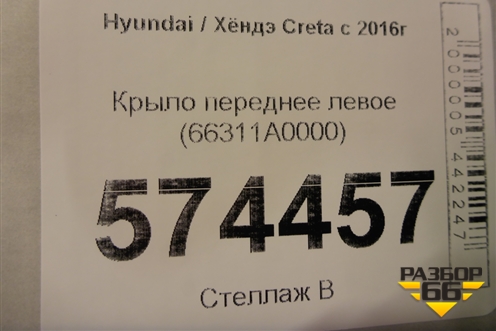 Hyundai / Хёндэ Creta с 2016г
Крыло переднее левое
(66311A0000)
574457
Стеллаж В
2000005442247
РАЗБОР
66